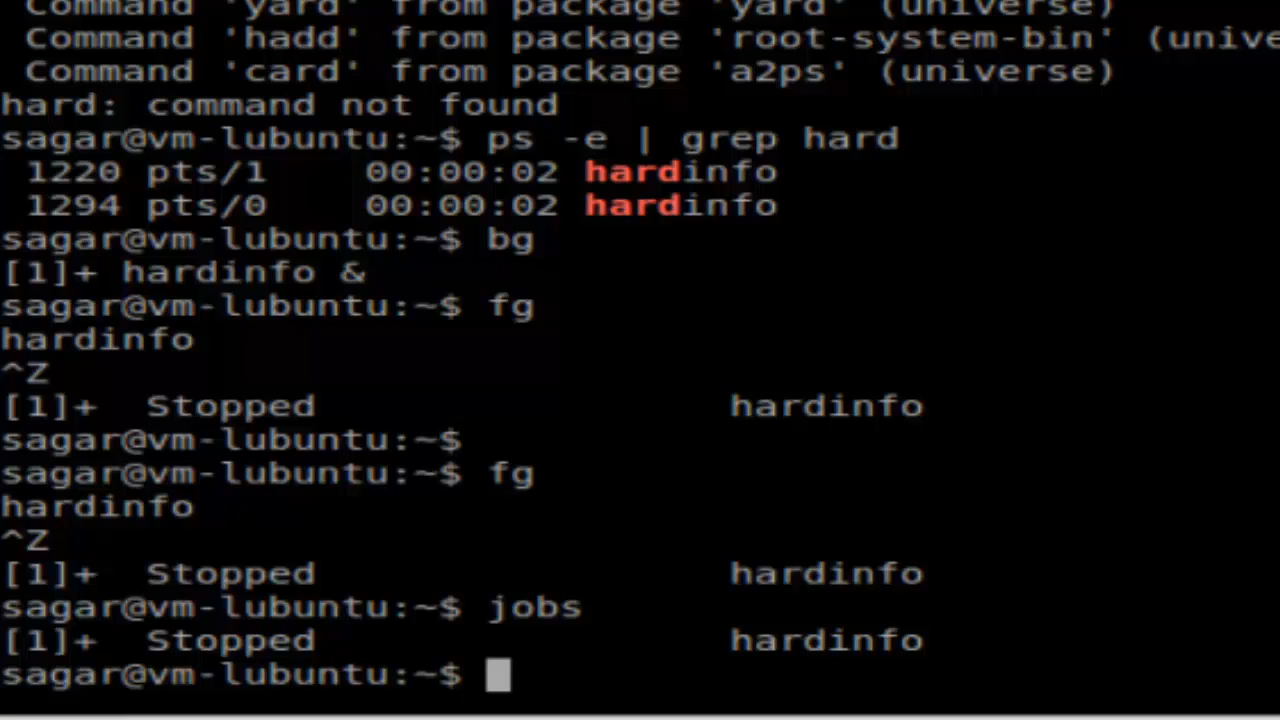 Command 'yard' from package 'yard' (universe)
Command 'hadd' from package 'root-system-bin' (unive
Command 'card' from package 'a2ps' (universe)
hard: command not found
sagar@vm-lubuntu:~$ ps -e | grep hard
1220 pts/1    00:00:02 hardinfo
1294 pts/0    00:00:02 hardinfo
sagar@vm-lubuntu:~$ bg
[1]+ hardinfo &
sagar@vm-lubuntu:~$ fg
hardinfo
^Z
[1]+  Stopped                 hardinfo
sagar@vm-lubuntu:~$
sagar@vm-lubuntu:~$ fg
hardinfo
^Z
[1]+  Stopped                 hardinfo
sagar@vm-lubuntu:~$ jobs
[1]+  Stopped                 hardinfo
sagar@vm-lubuntu:~$